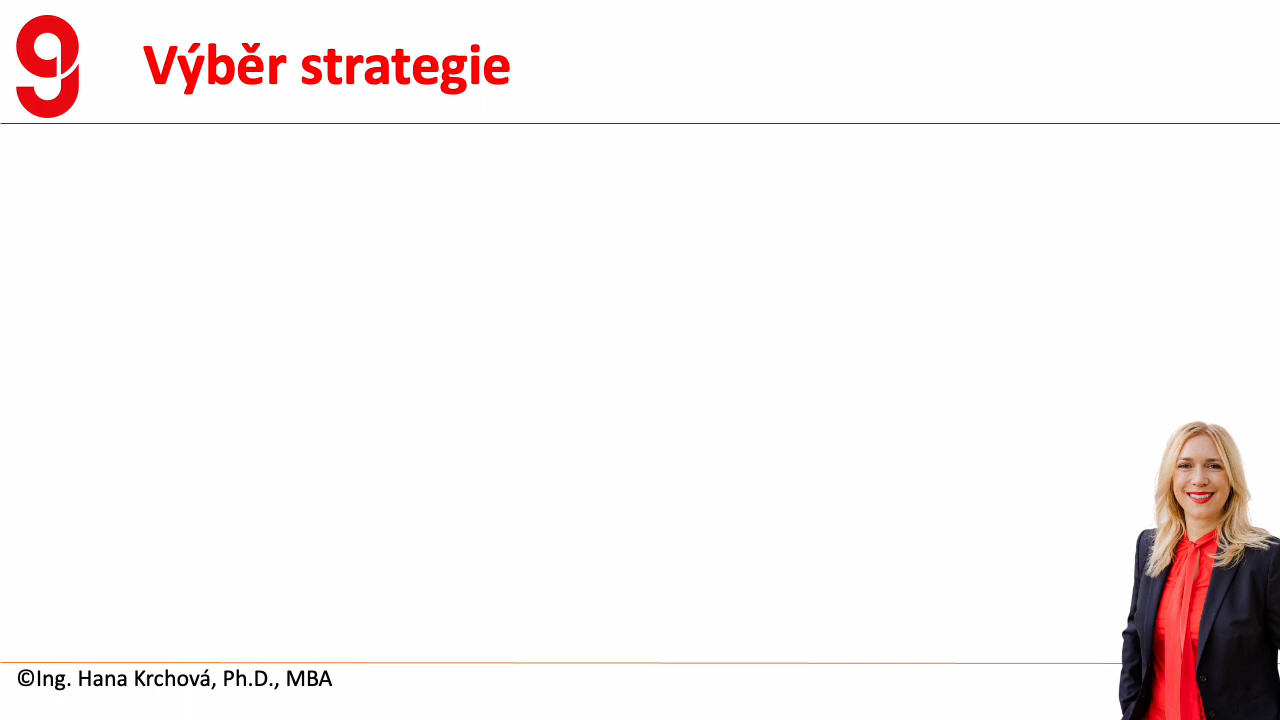 Výběr strategie
©Ing. Hana Krchová, Ph.D., MBA